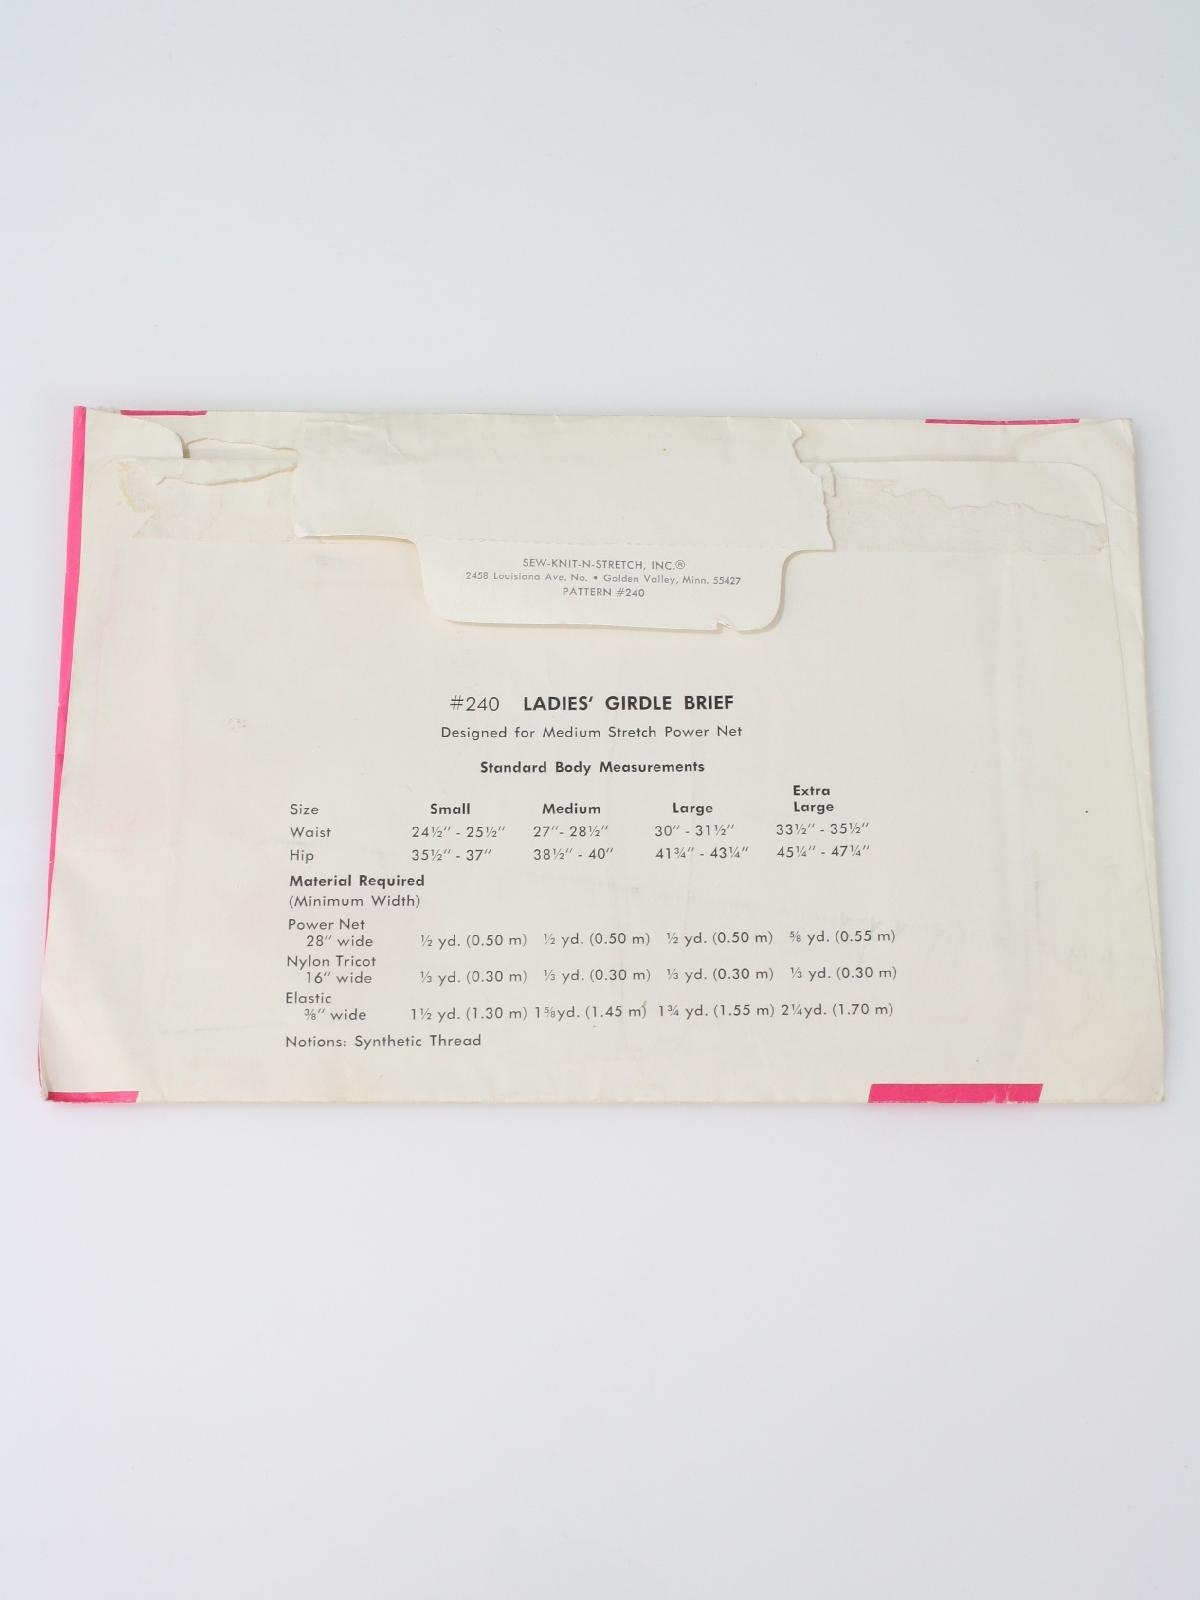 SEW-KNIT-N-STRETCH, INC.®
2458 Louisiana Ave. No. • Golden Valley, Minn. 55427
PATTERN #240
#240 LADIES' GIRDLE BRIEF
Designed for Medium Stretch Power Net
Standard Body Measurements
Size Small Medium Large Extra Large
Waist 24½" - 25½" 27"- 28½" 30" - 31½" 33½" - 35½"
Hip 35½" - 37" 38½" - 40" 41¾" - 43¼" 45¼" - 47¼"
Material Required
(Minimum Width)
Power Net
28" wide ½ yd. (0.50 m) ½ yd. (0.50 m) ½ yd. (0.50 m) ⅝ yd. (0.55 m)
Nylon Tricot
16" wide ⅓ yd. (0.30 m) ⅓ yd. (0.30 m) ⅓ yd. (0.30 m) ⅓ yd. (0.30 m)
Elastic
⅜" wide 1½ yd. (1.30 m) 1⅝yd. (1.45 m) 1¾ yd. (1.55 m) 2¼yd. (1.70 m)
Notions: Synthetic Thread